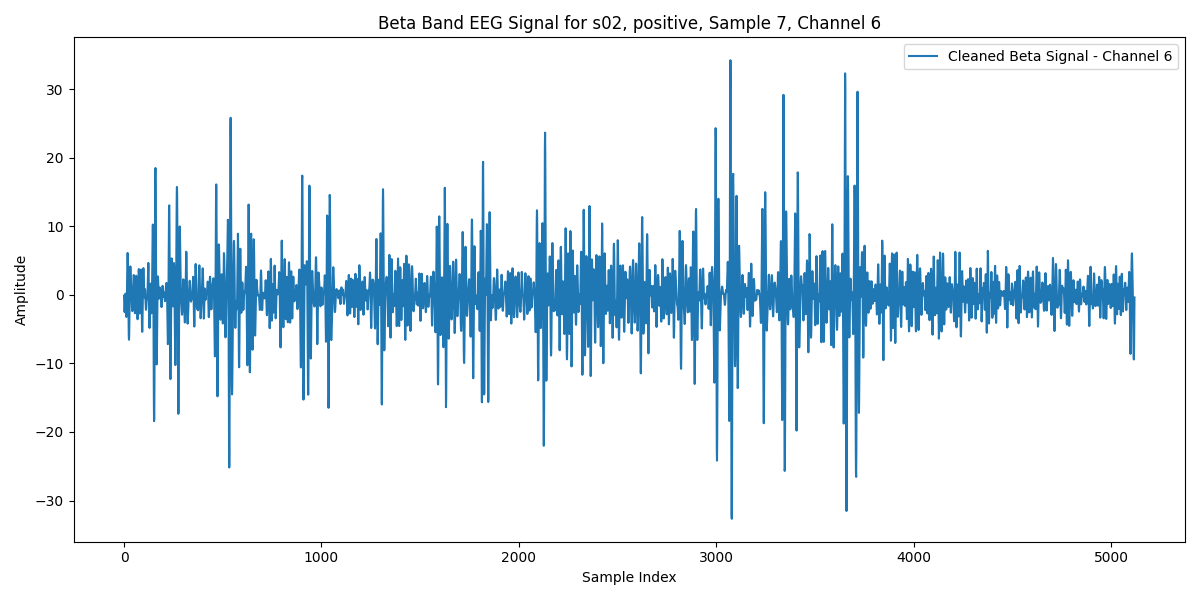 Beta Band EEG Signal for s02, positive, Sample 7, Channel 6
Cleaned Beta Signal - Channel 6
Amplitude
30
20
10
0
−10
−20
−30
0 1000 2000 3000 4000 5000
Sample Index